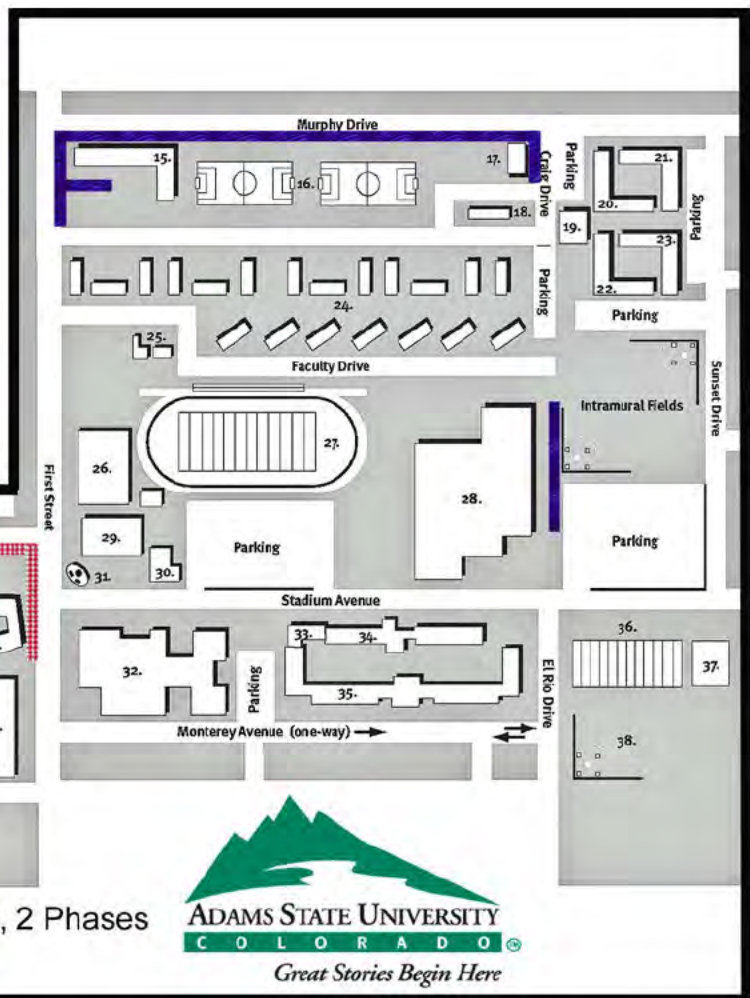 Murphy Drive
15.
16.
17.
Craig Drive
Parking
18.
19.
20.
21.
Parking
22.
23.
24.
Parking
Parking
25.
Faculty Drive
Sunset Drive
Intramural Fields
26.
27.
28.
First Street
29.
Parking
Parking
30.
31.
Stadium Avenue
32.
33.
34.
35.
Parking
El Rio Drive
36.
37.
38.
Monterey Avenue (one-way)
, 2 Phases
ADAMS STATE UNIVERSITY
COLORADO
Great Stories Begin Here